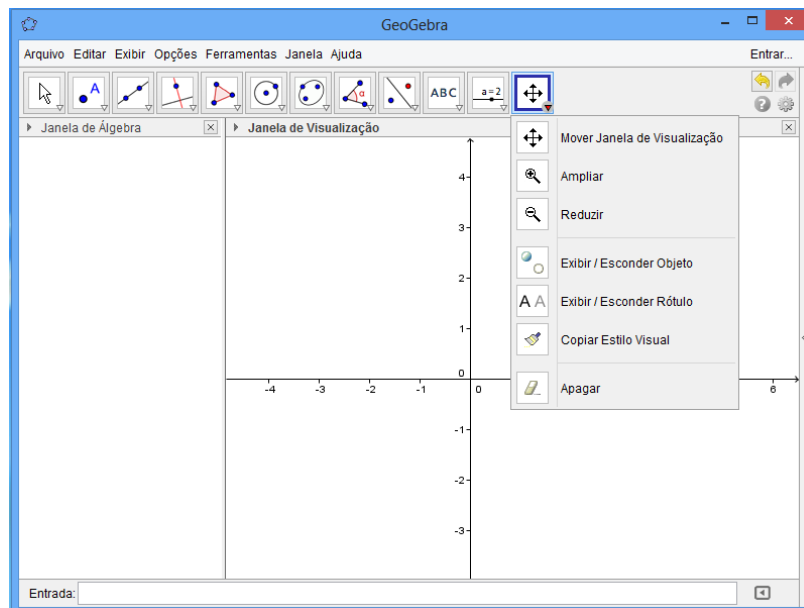 GeoGebra
Arquivo Editar Exibir Opções Ferramentas Janela Ajuda Entrar...
A ABC a=2 α
Janela de Álgebra Janela de Visualização
Mover Janela de Visualização
Ampliar
Reduzir
Exibir / Esconder Objeto
A A Exibir / Esconder Rótulo
Copiar Estilo Visual
Apagar
4
3
2
1
0
-4 -3 -2 -1 0 6
-1
-2
-3
Entrada: